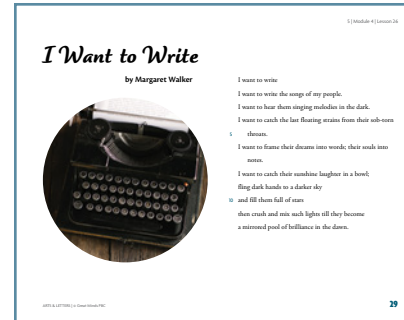 5 | Module 4 | Lesson 26
I Want to Write
by Margaret Walker
I want to write
I want to write the songs of my people.
I want to hear them singing melodies in the dark.
I want to catch the last floating strains from their sob-torn
5 throats.
I want to frame their dreams into words; their souls into
notes.
I want to catch their sunshine laughter in a bowl;
fling dark hands to a darker sky
10 and fill them full of stars
then crush and mix such lights till they become
a mirrored pool of brilliance in the dawn.
29